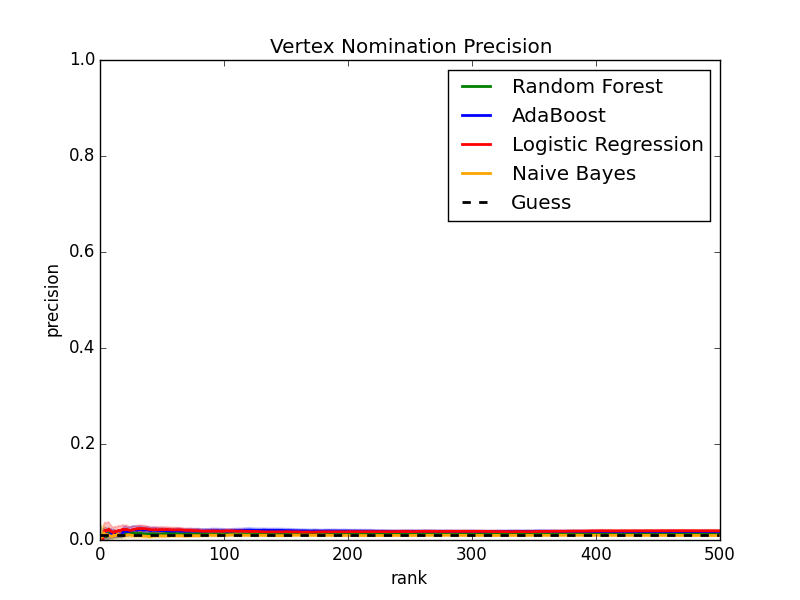 Vertex Nomination Precision
1.0
0.8
0.6
0.4
0.2
0.0
precision
Random Forest
AdaBoost
Logistic Regression
Naive Bayes
Guess
0 100 200 300 400 500
rank